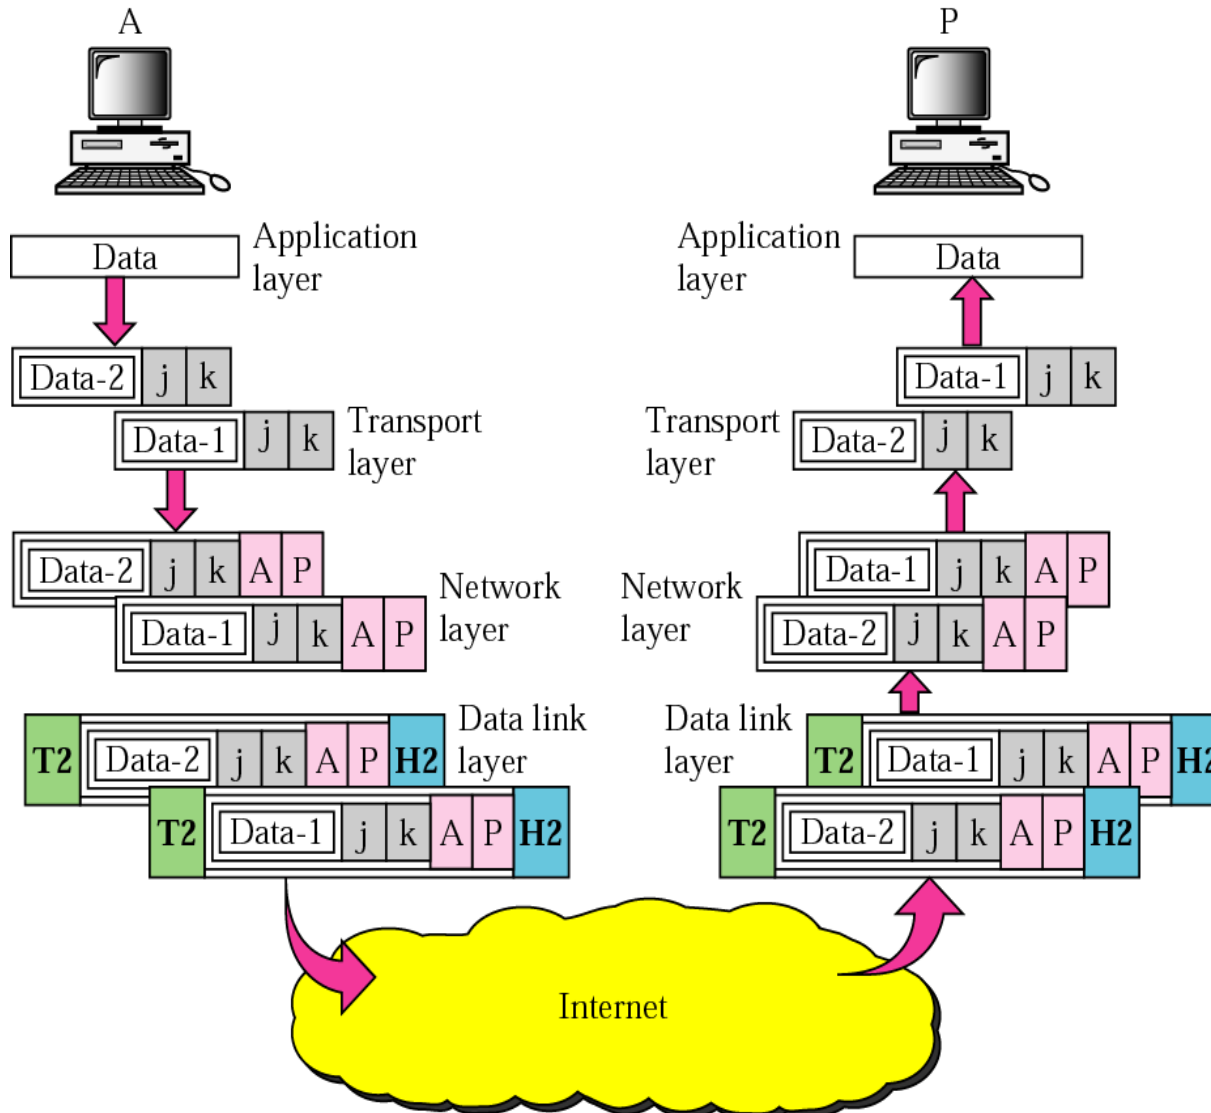 A
P
Data
Application
layer
Application
layer
Data
Data-2 j k
Data-1 j k
Data-1 j k
Transport
layer
Transport
layer
Data-2 j k
Data-2 j k A P
Data-1 j k A P
Data-1 j k A P
Network
layer
Network
layer
Data-2 j k A P
T2 Data-2 j k A P H2
Data link
layer
Data link
layer
T2 Data-1 j k A P H2
T2 Data-1 j k A P H2
T2 Data-2 j k A P H2
Internet